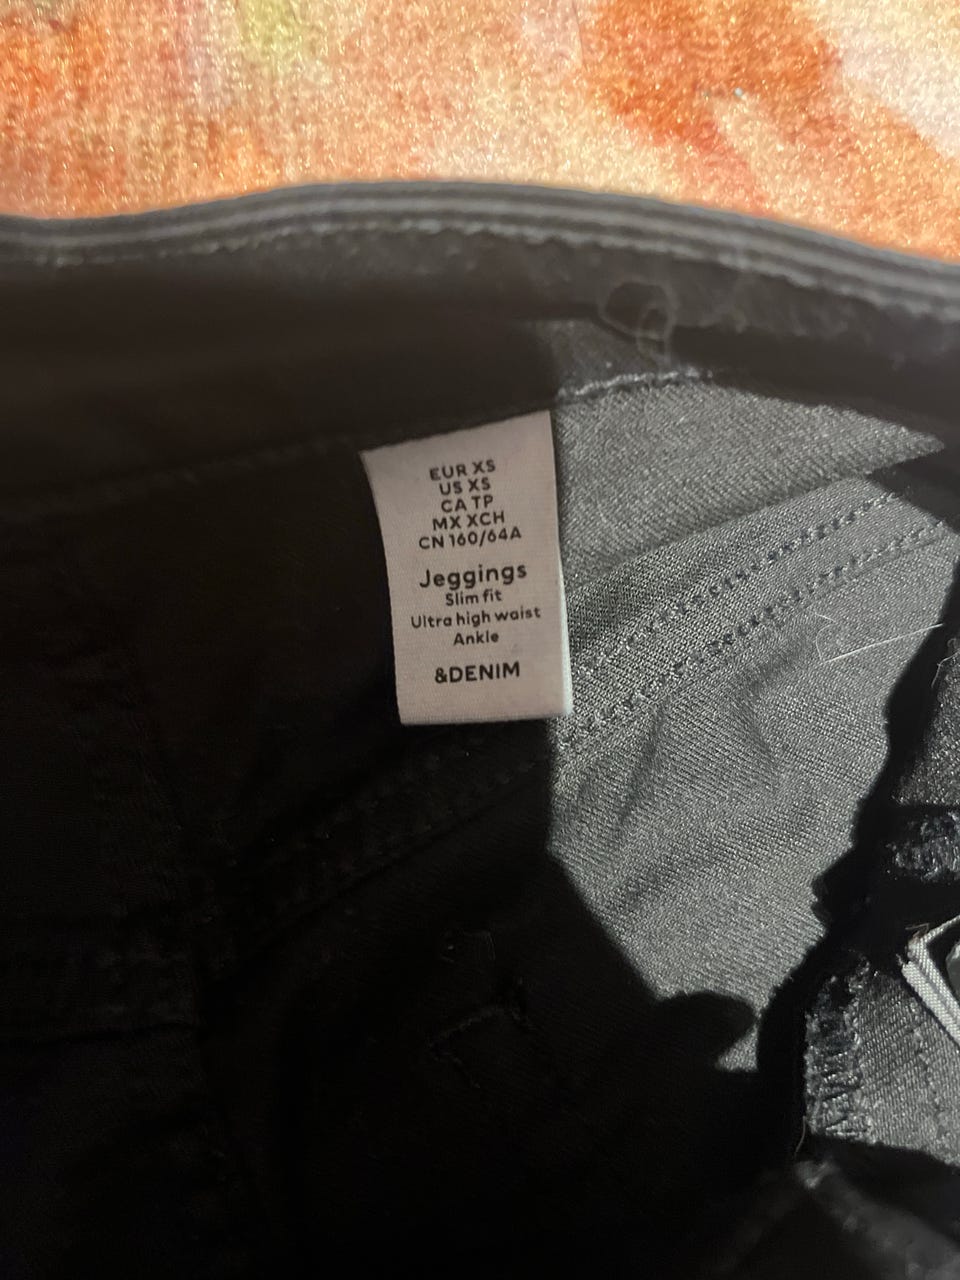 EUR XS
US XS
CA TP
MX XCH
CN 160/64A
Jeggings
Slim fit
Ultra high waist
Ankle
&DENIM